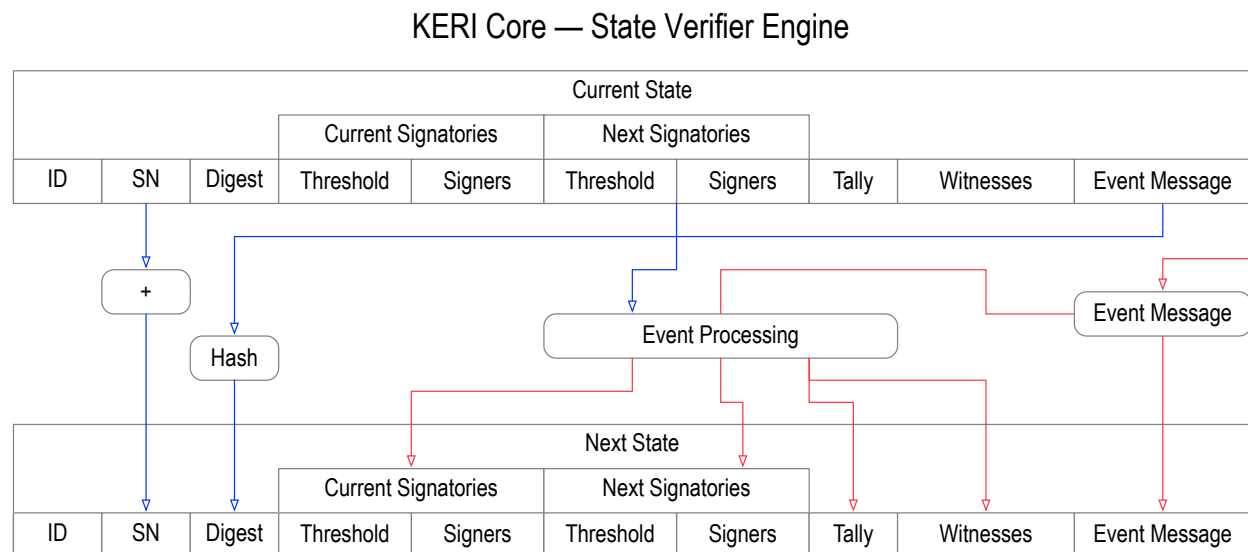 KERI Core — State Verifier Engine
Current State
Current Signatories Next Signatories
ID SN Digest Threshold Signers Threshold Signers Tally Witnesses Event Message
+
Event Message
Event Processing
Hash
Next State
Current Signatories Next Signatories
ID SN Digest Threshold Signers Threshold Signers Tally Witnesses Event Message